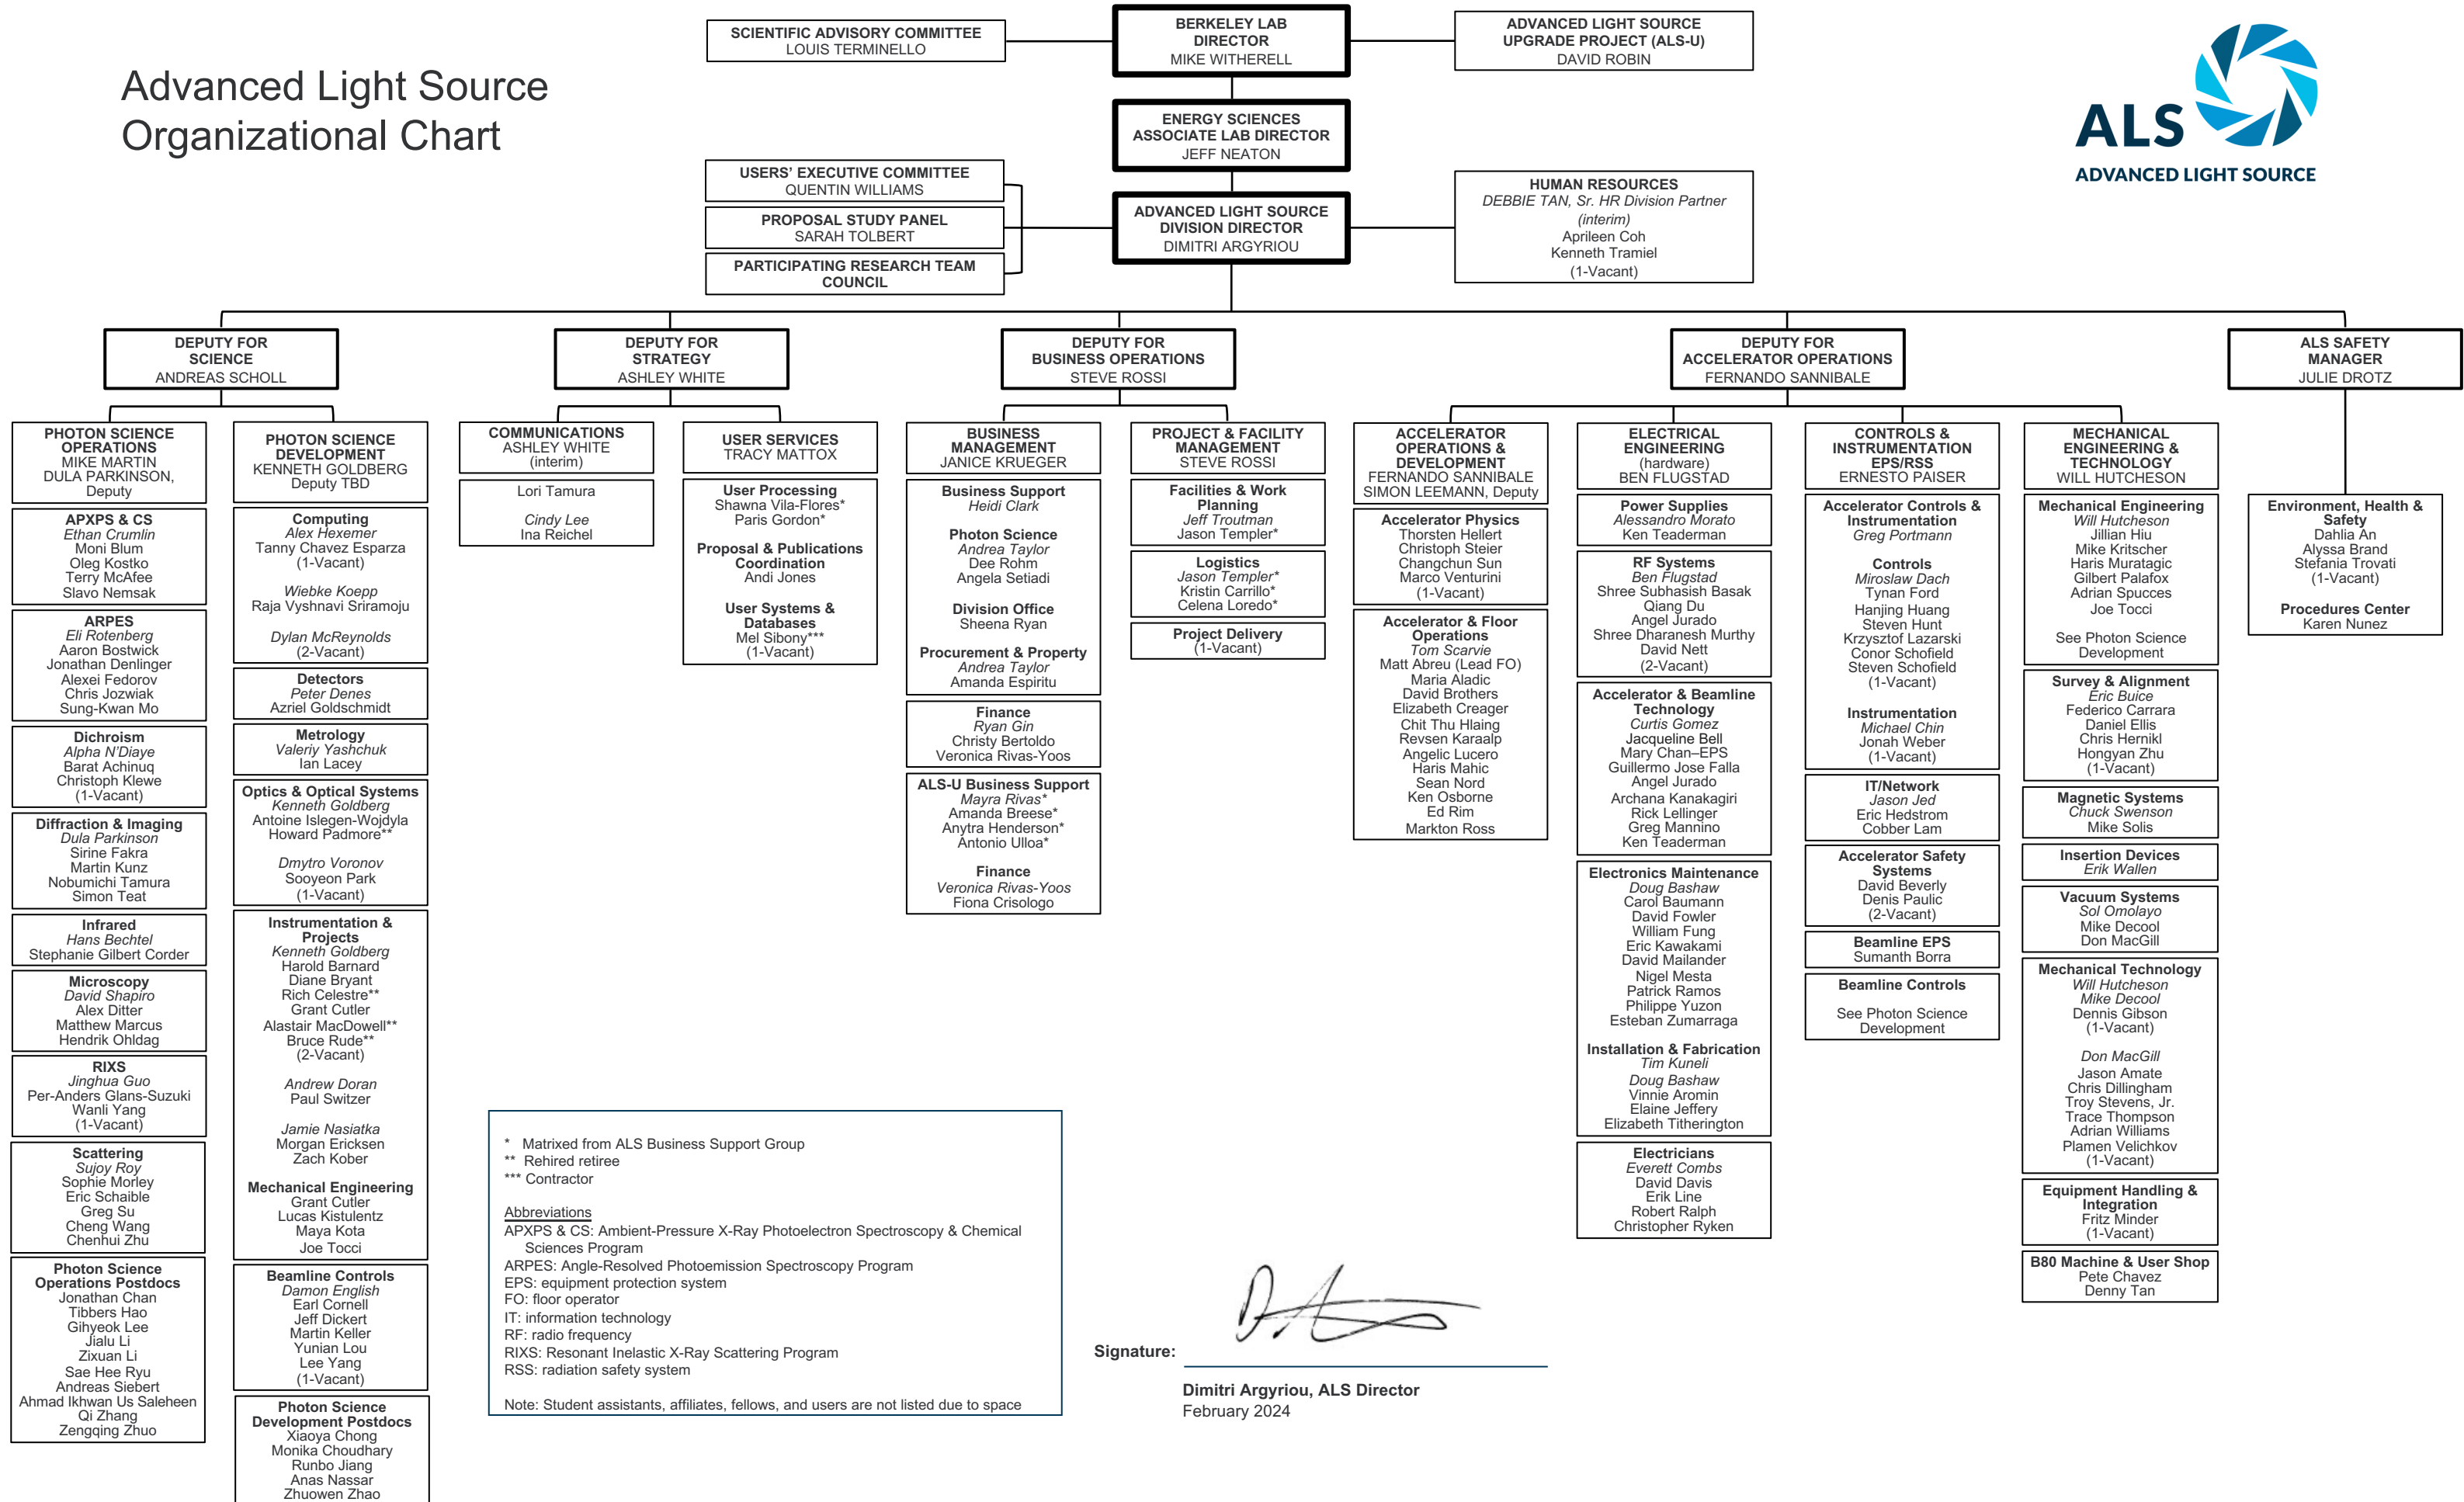 Advanced Light Source
Organizational Chart
SCIENTIFIC ADVISORY COMMITTEE
LOUIS TERMINELLO
BERKELEY LAB
DIRECTOR
MIKE WITHERELL
ADVANCED LIGHT SOURCE
UPGRADE PROJECT (ALS-U)
DAVID ROBIN
ALS
ADVANCED LIGHT SOURCE
ENERGY SCIENCES
ASSOCIATE LAB DIRECTOR
JEFF NEATON
USERS' EXECUTIVE COMMITTEE
QUENTIN WILLIAMS
PROPOSAL STUDY PANEL
SARAH TOLBERT
PARTICIPATING RESEARCH TEAM
COUNCIL
ADVANCED LIGHT SOURCE
DIVISION DIRECTOR
DIMITRI ARGYRIOU
HUMAN RESOURCES
DEBBIE TAN, Sr. HR Division Partner
(interim)
Aprileen Coh
Kenneth Tramiel
(1-Vacant)
DEPUTY FOR
SCIENCE
ANDREAS SCHOLL
DEPUTY FOR
STRATEGY
ASHLEY WHITE
DEPUTY FOR
BUSINESS OPERATIONS
STEVE ROSSI
DEPUTY FOR
ACCELERATOR OPERATIONS
FERNANDO SANNIBALE
ALS SAFETY
MANAGER
JULIE DROTZ
PHOTON SCIENCE
OPERATIONS
MIKE MARTIN
DULA PARKINSON,
Deputy
APXPS & CS
Ethan Crumlin
Moni Blum
Oleg Kostko
Terry McAfee
Slavo Nemsak
ARPES
Eli Rotenberg
Aaron Bostwick
Jonathan Denlinger
Alexei Fedorov
Chris Jozwiak
Sung-Kwan Mo
Dichroism
Alpha N'Diaye
Barat Achinuq
Christoph Klewe
(1-Vacant)
Diffraction & Imaging
Dula Parkinson
Sirine Fakra
Martin Kunz
Nobumichi Tamura
Simon Teat
Infrared
Hans Bechtel
Stephanie Gilbert Corder
Microscopy
David Shapiro
Alex Ditter
Matthew Marcus
Hendrik Ohldag
RIXS
Jinghua Guo
Per-Anders Glans-Suzuki
Wanli Yang
(1-Vacant)
Scattering
Sujoy Roy
Sophie Morley
Eric Schaible
Greg Su
Cheng Wang
Chenhui Zhu
Photon Science
Operations Postdocs
Jonathan Chan
Tibbers Hao
Gihyeok Lee
Jialu Li
Zixuan Li
Sae Hee Ryu
Andreas Siebert
Ahmad Ikhwan Us Saleheen
Qi Zhang
Zengqing Zhuo
PHOTON SCIENCE
DEVELOPMENT
KENNETH GOLDBERG
Deputy TBD
Computing
Alex Hexemer
Tanny Chavez Esparza
(1-Vacant)
Wiebke Koepp
Raja Vyshnavi Sriramoju
Dylan McReynolds
(2-Vacant)
Detectors
Peter Denes
Azriel Goldschmidt
Metrology
Valeriy Yashchuk
Ian Lacey
Optics & Optical Systems
Kenneth Goldberg
Antoine Islegen-Wojdyla
Howard Padmore**
Dmytro Voronov
Sooyeon Park
(1-Vacant)
Instrumentation &
Projects
Kenneth Goldberg
Harold Barnard
Diane Bryant
Rich Celestre**
Grant Cutler
Alastair MacDowell**
Bruce Rude**
(2-Vacant)
Andrew Doran
Paul Switzer
Jamie Nasiatka
Morgan Ericksen
Zach Kober
Mechanical Engineering
Grant Cutler
Lucas Kistulentz
Maya Kota
Joe Tocci
Beamline Controls
Damon English
Earl Cornell
Jeff Dickert
Martin Keller
Yunian Lou
Lee Yang
(1-Vacant)
Photon Science
Development Postdocs
Xiaoya Chong
Monika Choudhary
Runbo Jiang
Anas Nassar
Zhuowen Zhao
COMMUNICATIONS
ASHLEY WHITE
(interim)
Lori Tamura
Cindy Lee
Ina Reichel
USER SERVICES
TRACY MATTOX
User Processing
Shawna Vila-Flores*
Paris Gordon*
Proposal & Publications
Coordination
Andi Jones
User Systems &
Databases
Mel Sibony***
(1-Vacant)
BUSINESS
MANAGEMENT
JANICE KRUEGER
Business Support
Heidi Clark
Photon Science
Andrea Taylor
Dee Rohm
Angela Setiadi
Division Office
Sheena Ryan
Procurement & Property
Andrea Taylor
Amanda Espiritu
Finance
Ryan Gin
Christy Bertoldo
Veronica Rivas-Yoos
ALS-U Business Support
Mayra Rivas*
Amanda Breese*
Anytra Henderson*
Antonio Ulloa*
Finance
Veronica Rivas-Yoos
Fiona Crisologo
PROJECT & FACILITY
MANAGEMENT
STEVE ROSSI
Facilities & Work
Planning
Jeff Troutman
Jason Templer*
Logistics
Jason Templer*
Kristin Carrillo*
Celena Loredo*
Project Delivery
(1-Vacant)
ACCELERATOR
OPERATIONS &
DEVELOPMENT
FERNANDO SANNIBALE
SIMON LEEMANN, Deputy
Accelerator Physics
Thorsten Hellert
Christoph Steier
Changchun Sun
Marco Venturini
(1-Vacant)
Accelerator & Floor
Operations
Tom Scarvie
Matt Abreu (Lead FO)
Maria Aladic
David Brothers
Elizabeth Creager
Chit Thu Hlaing
Revsen Karaalp
Angelic Lucero
Haris Mahic
Sean Nord
Ken Osborne
Ed Rim
Markton Ross
ELECTRICAL
ENGINEERING
(hardware)
BEN FLUGSTAD
Power Supplies
Alessandro Morato
Ken Teaderman
RF Systems
Ben Flugstad
Shree Subhasish Basak
Qiang Du
Angel Jurado
Shree Dharanesh Murthy
David Nett
(2-Vacant)
Accelerator & Beamline
Technology
Curtis Gomez
Jacqueline Bell
Mary Chan–EPS
Guillermo Jose Falla
Angel Jurado
Archana Kanakagiri
Rick Lellinger
Greg Mannino
Ken Teaderman
Electronics Maintenance
Doug Bashaw
Carol Baumann
David Fowler
William Fung
Eric Kawakami
David Mailander
Nigel Mesta
Patrick Ramos
Philippe Yuzon
Esteban Zumarraga
Installation & Fabrication
Tim Kuneli
Doug Bashaw
Vinnie Aromin
Elaine Jeffery
Elizabeth Titherington
Electricians
Everett Combs
David Davis
Erik Line
Robert Ralph
Christopher Ryken
CONTROLS &
INSTRUMENTATION
EPS/RSS
ERNESTO PAISER
Accelerator Controls &
Instrumentation
Greg Portmann
Controls
Miroslaw Dach
Tynan Ford
Hanjing Huang
Steven Hunt
Krzysztof Lazarski
Conor Schofield
Steven Schofield
(1-Vacant)
Instrumentation
Michael Chin
Jonah Weber
(1-Vacant)
IT/Network
Jason Jed
Eric Hedstrom
Cobber Lam
Accelerator Safety
Systems
David Beverly
Denis Paulic
(2-Vacant)
Beamline EPS
Sumanth Borra
Beamline Controls
See Photon Science
Development
MECHANICAL
ENGINEERING &
TECHNOLOGY
WILL HUTCHESON
Mechanical Engineering
Will Hutcheson
Jillian Hiu
Mike Kritscher
Haris Muratagic
Gilbert Palafox
Adrian Spucces
Joe Tocci
See Photon Science
Development
Survey & Alignment
Eric Buice
Federico Carrara
Daniel Ellis
Chris Hernikl
Hongyan Zhu
(1-Vacant)
Magnetic Systems
Chuck Swenson
Mike Solis
Insertion Devices
Erik Wallen
Vacuum Systems
Sol Omolayo
Mike Decool
Don MacGill
Mechanical Technology
Will Hutcheson
Mike Decool
Dennis Gibson
(1-Vacant)
Don MacGill
Jason Amate
Chris Dillingham
Troy Stevens, Jr.
Trace Thompson
Adrian Williams
Plamen Velichkov
(1-Vacant)
Equipment Handling &
Integration
Fritz Minder
(1-Vacant)
B80 Machine & User Shop
Pete Chavez
Denny Tan
Environment, Health &
Safety
Dahlia An
Alyssa Brand
Stefania Trovati
(1-Vacant)
Procedures Center
Karen Nunez
* Matrixed from ALS Business Support Group
** Rehired retiree
*** Contractor
Abbreviations
APXPS & CS: Ambient-Pressure X-Ray Photoelectron Spectroscopy & Chemical
Sciences Program
ARPES: Angle-Resolved Photoemission Spectroscopy Program
EPS: equipment protection system
FO: floor operator
IT: information technology
RF: radio frequency
RIXS: Resonant Inelastic X-Ray Scattering Program
RSS: radiation safety system
Note: Student assistants, affiliates, fellows, and users are not listed due to space
Signature:
Dimitri Argyriou, ALS Director
February 2024